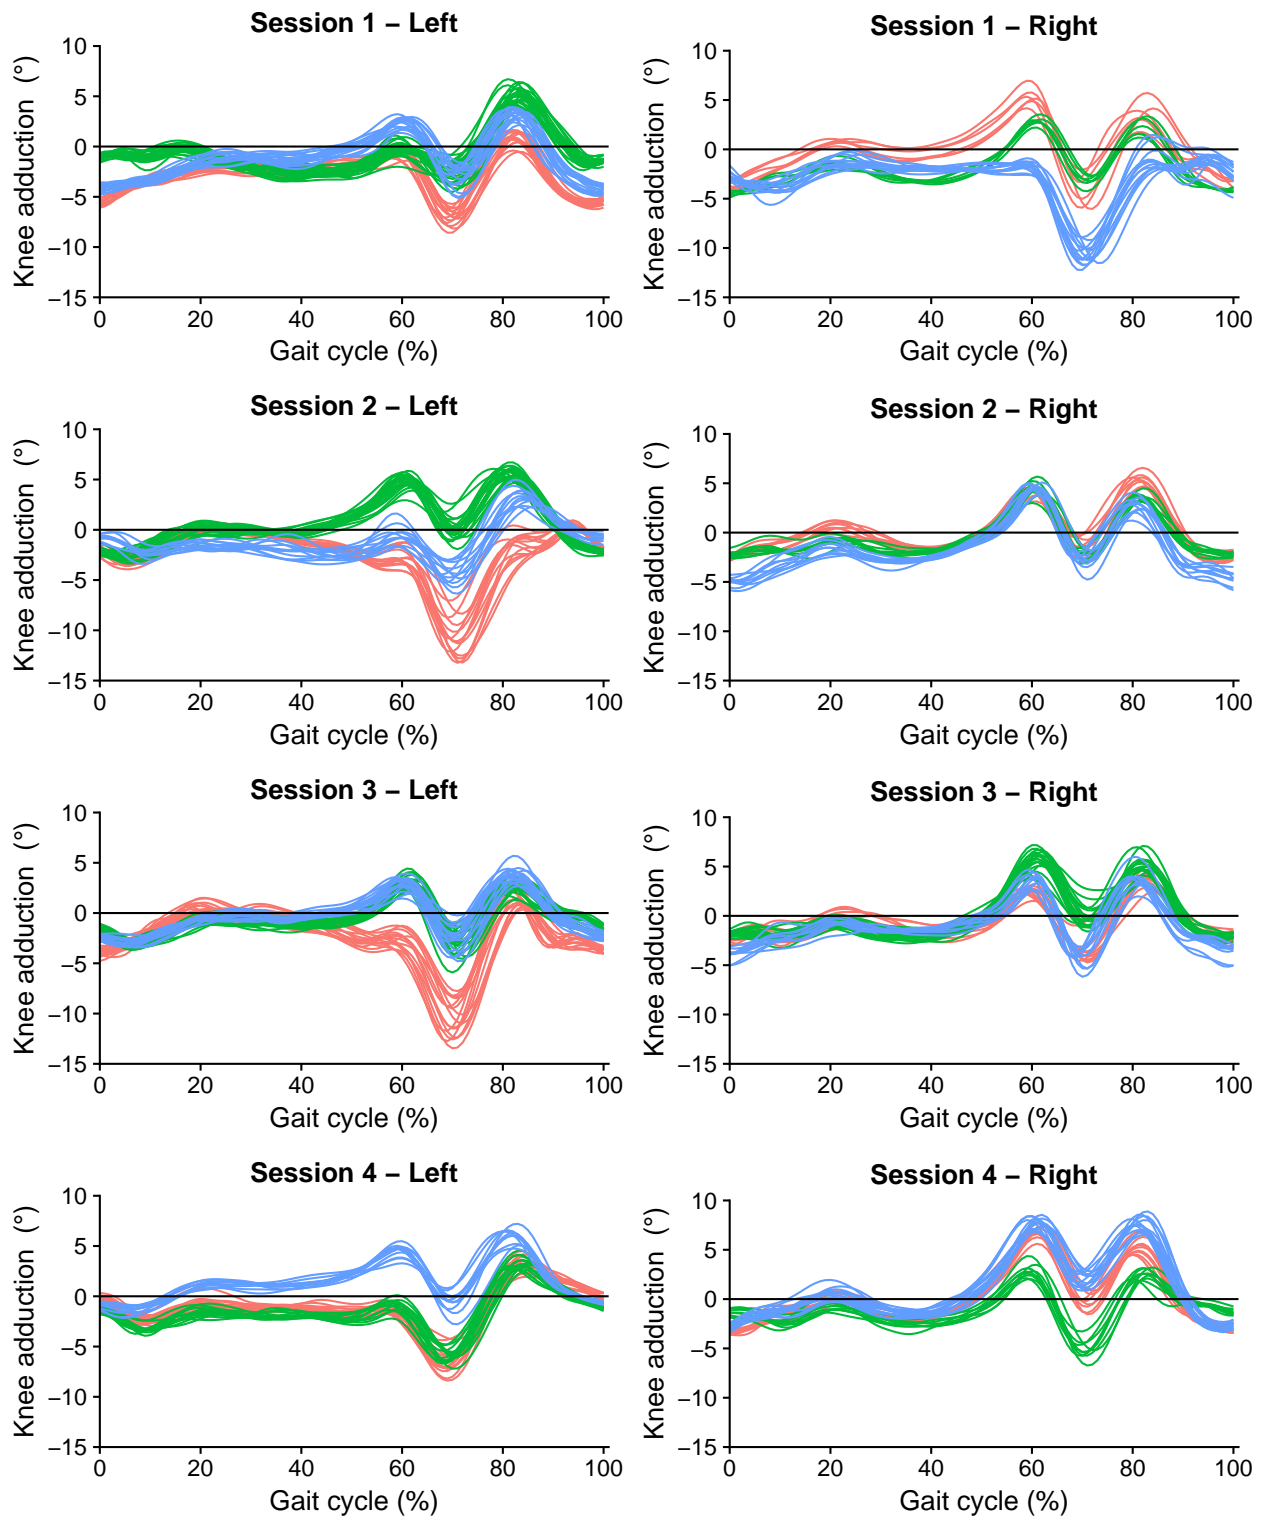 Session 1 – Left
Knee adduction (°)
10
5
0
−5
−10
−15
0 20 40 60 80 100
Gait cycle (%)
Session 1 – Right
Knee adduction (°)
10
5
0
−5
−10
−15
0 20 40 60 80 100
Gait cycle (%)
Session 2 – Left
Knee adduction (°)
10
5
0
−5
−10
−15
0 20 40 60 80 100
Gait cycle (%)
Session 2 – Right
Knee adduction (°)
10
5
0
−5
−10
−15
0 20 40 60 80 100
Gait cycle (%)
Session 3 – Left
Knee adduction (°)
10
5
0
−5
−10
−15
0 20 40 60 80 100
Gait cycle (%)
Session 3 – Right
Knee adduction (°)
10
5
0
−5
−10
−15
0 20 40 60 80 100
Gait cycle (%)
Session 4 – Left
Knee adduction (°)
10
5
0
−5
−10
−15
0 20 40 60 80 100
Gait cycle (%)
Session 4 – Right
Knee adduction (°)
10
5
0
−5
−10
−15
0 20 40 60 80 100
Gait cycle (%)